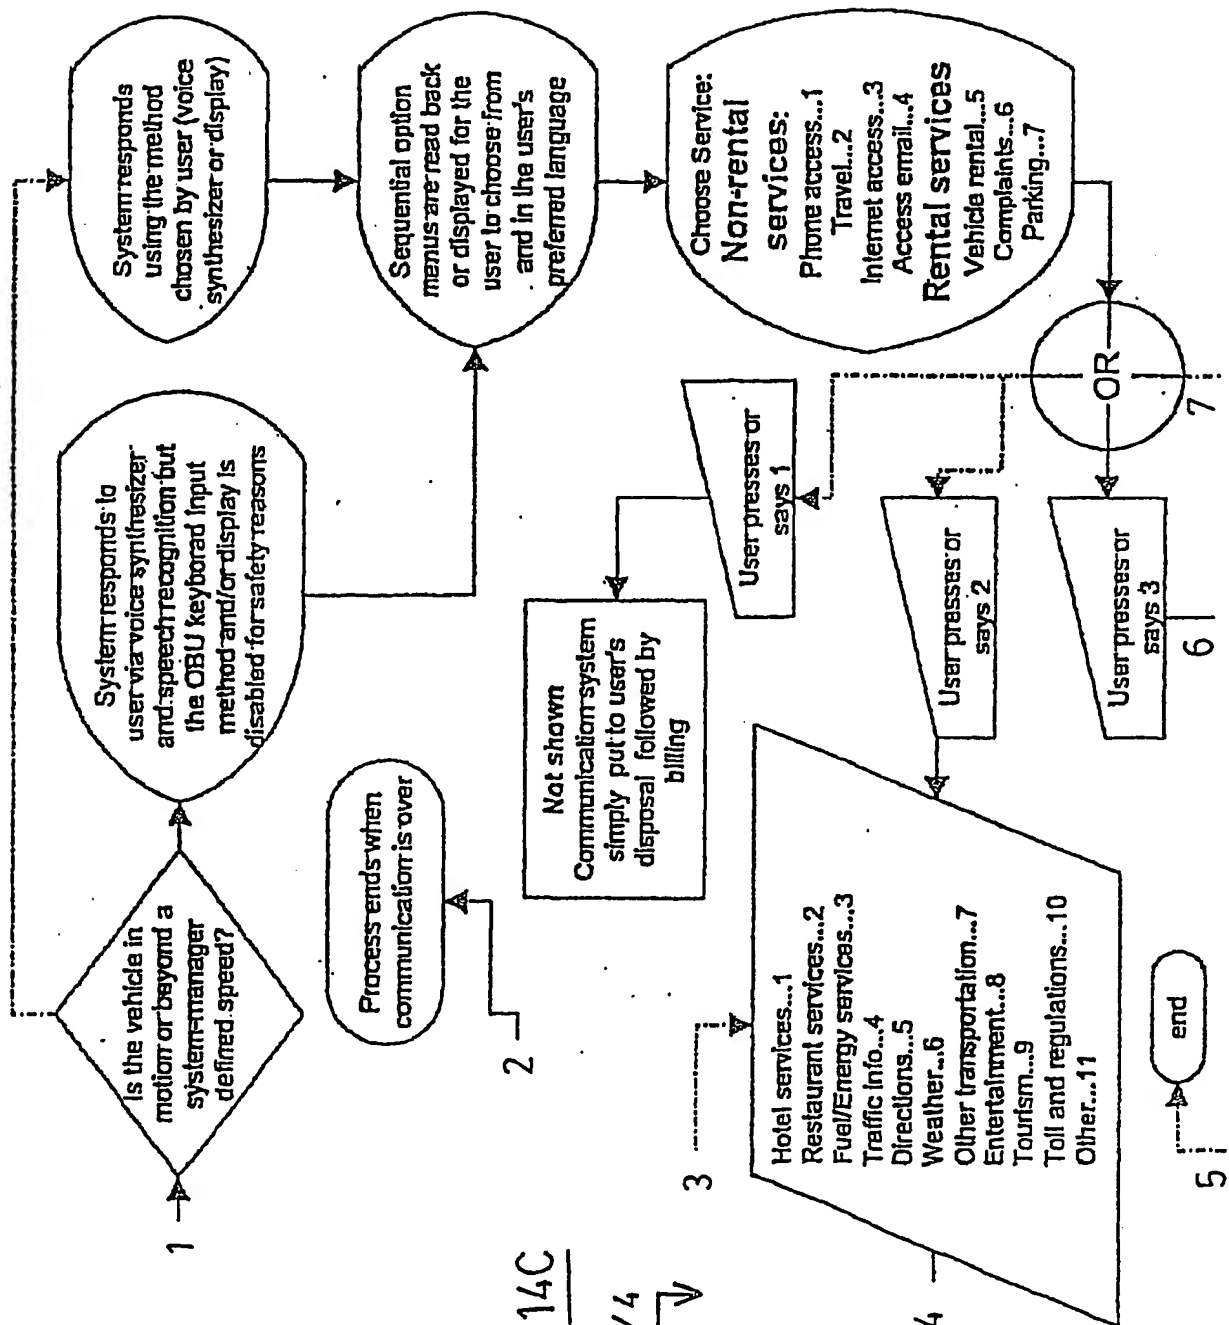 1
Is the vehicle in
motion or beyond a
system-manager
defined speed?
System responds to
user via voice synthesizer
and speech recognition but
the OBU keyborad input
method and/or display is
disabled for safety reasons
System responds
using the method
chosen by user (voice
synthesizer or display)
Process ends when
communication is over
2
Sequential option
menus are read back
or displayed for the
user to choose from
and in the user's
preferred language
Choose Service:
Non-rental
services:
Phone access...1
Travel...2
Internet access...3
Access email...4
Rental services
Vehicle rental...5
Complaints...6
Parking...7
OR
7
User presses or
says 1
Not shown
Communication system
simply put to user's
disposal followed by
billing
User presses or
says 2
User presses or
says 3
6
3
Hotel services...1
Restaurant services...2
Fuel/Energy services...3
Traffic info...4
Directions...5
Weather...6
Other transportation...7
Entertainment...8
Tourism...9
Toll and regulations...10
Other...11
4
end
5
14C